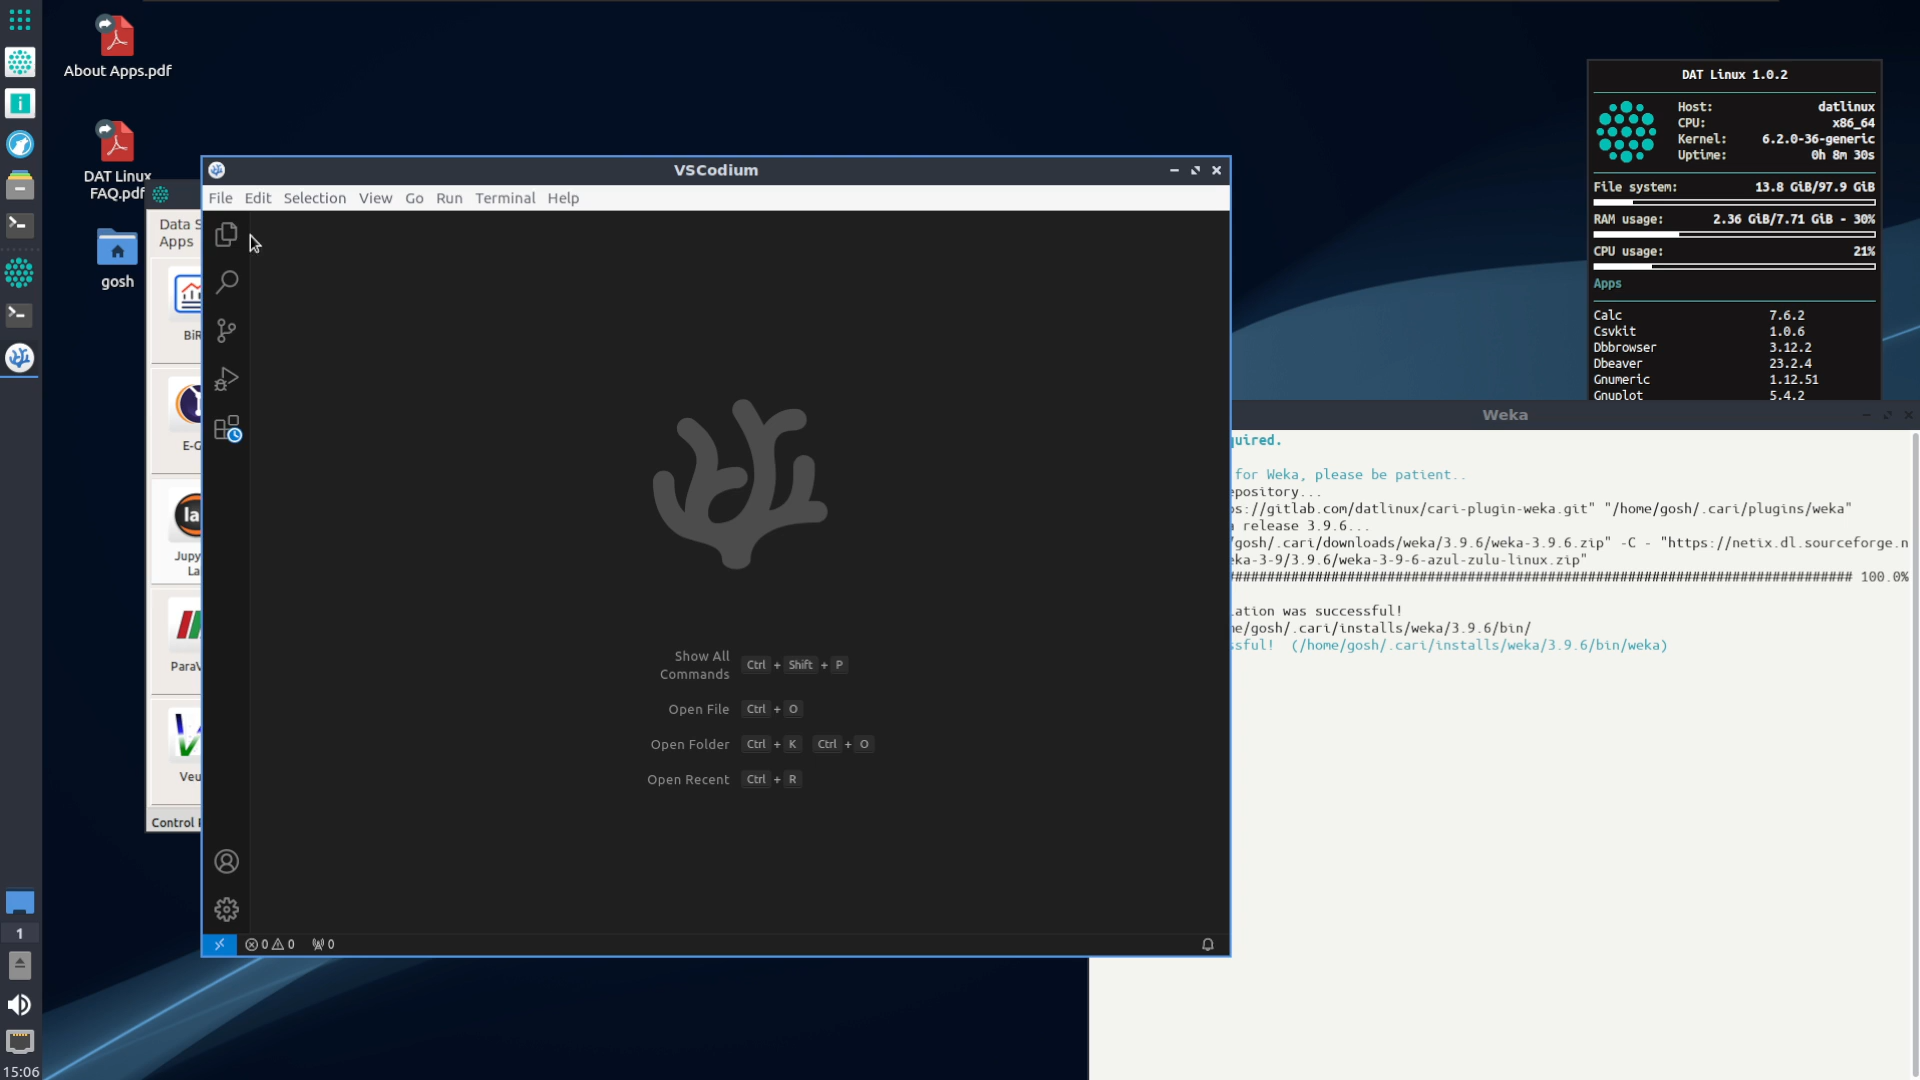 About Apps.pdf
DAT Linux
FAQ.pdf
gosh
1
15:06
Data S
Apps
BiR
E-G
la
Jupy
La
ParaV
Veu
Control
VSCodium
File Edit Selection View Go Run Terminal Help
Show All
Commands Ctrl + Shift + P
Open File Ctrl + O
Open Folder Ctrl + K Ctrl + O
Open Recent Ctrl + R
0 0 0
DAT Linux 1.0.2
Host: datlinux
CPU: x86_64
Kernel: 6.2.0-36-generic
Uptime: 0h 8m 30s
File system: 13.8 GiB/97.9 GiB
RAM usage: 2.36 GiB/7.71 GiB - 30%
CPU usage: 21%
Apps
Calc 7.6.2
Csvkit 1.0.6
Dbbrowser 3.12.2
Dbeaver 23.2.4
Gnumeric 1.12.51
Gnuplot 5.4.2
Weka
quired.
for Weka, please be patient..
epository...
ps://gitlab.com/datlinux/cari-plugin-weka.git" "/home/gosh/.cari/plugins/weka"
release 3.9.6...
/gosh/.cari/downloads/weka/3.9.6/weka-3.9.6.zip" -C - "https://netix.dl.sourceforge.n
eka-3-9/3.9.6/weka-3-9-6-azul-zulu-linux.zip"
############################################################################# 100.0%
lation was successful!
me/gosh/.cari/installs/weka/3.9.6/bin/
ssful! (/home/gosh/.cari/installs/weka/3.9.6/bin/weka)